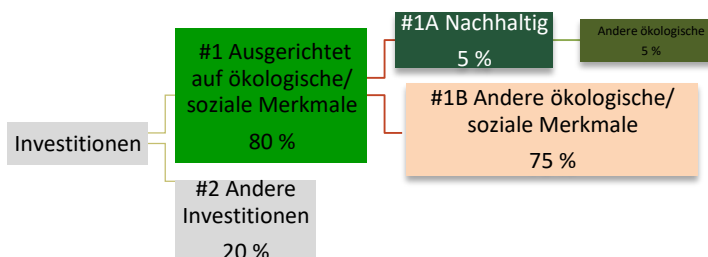 Investitionen
#1 Ausgerichtet
auf ökologische/
soziale Merkmale
80 %
#2 Andere
Investitionen
20 %
#1A Nachhaltig
5 %
#1B Andere ökologische/
soziale Merkmale
75 %
Andere ökologische
5 %